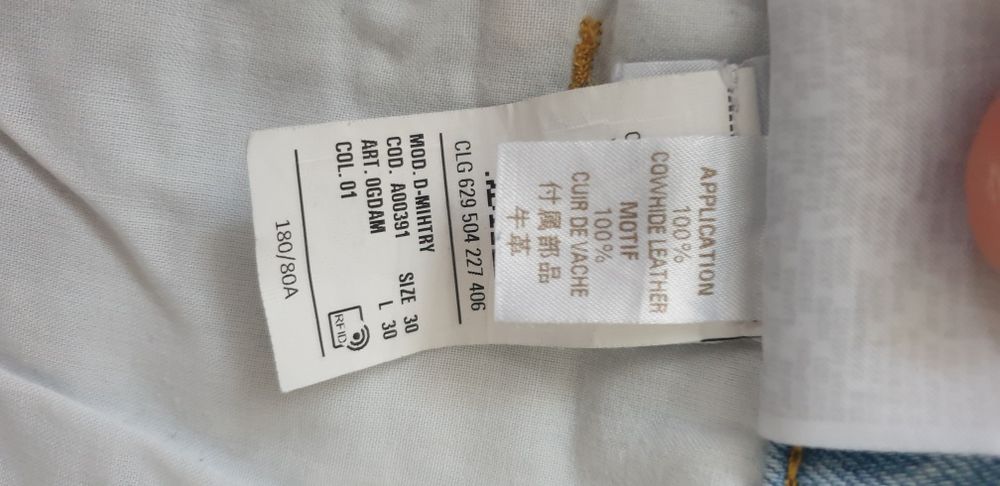 APPLICATION
100%
COWHIDE LEATHER
MOTIF
100%
CUIR DE VACHE
付属部品
牛革
CLG 629 504 227 406
MOD. D-MIHTRY
COD. A00391 SIZE 30
ART. 0GDAM L 30
COL. 01
RFID
180/80A